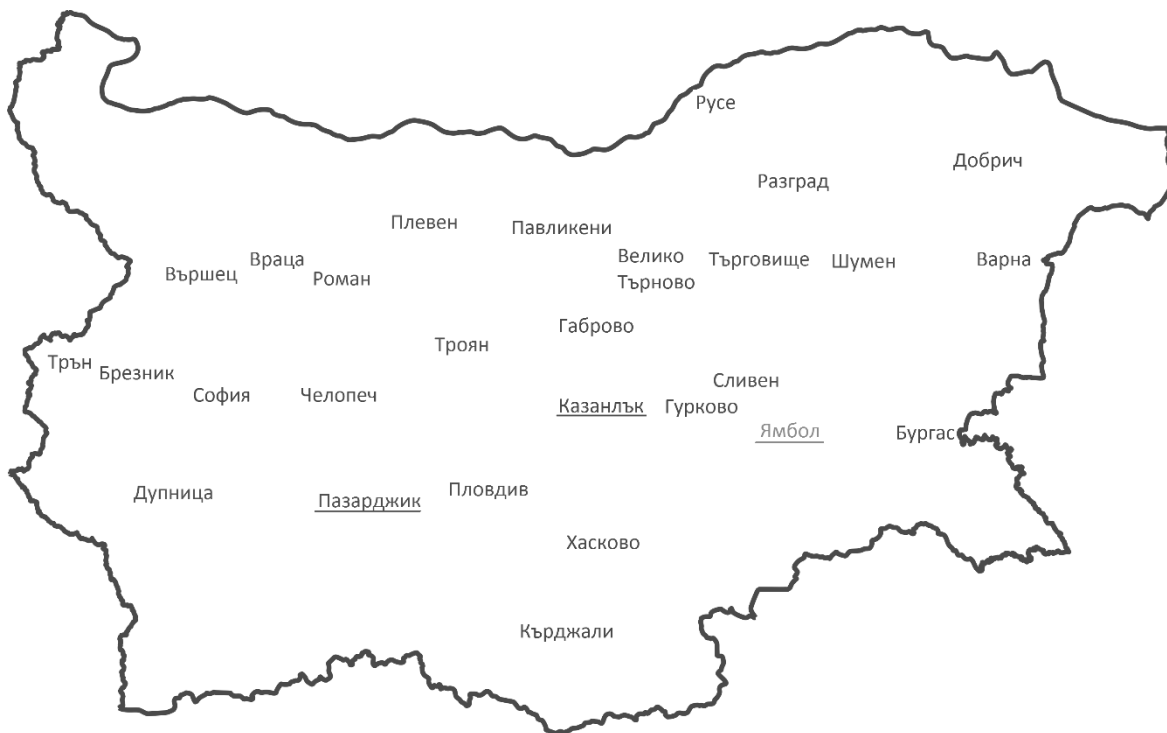 Русе
Добрич
Разград
Плевен
Павликени
Велико
Търново
Търговище
Шумен
Варна
Враца
Вършец
Роман
Габрово
Троян
Трън
Брезник
София
Челопеч
Сливен
Казанлък
Гурково
Ямбол
Бургас
Дупница
Пазарджик
Пловдив
Хасково
Кърджали